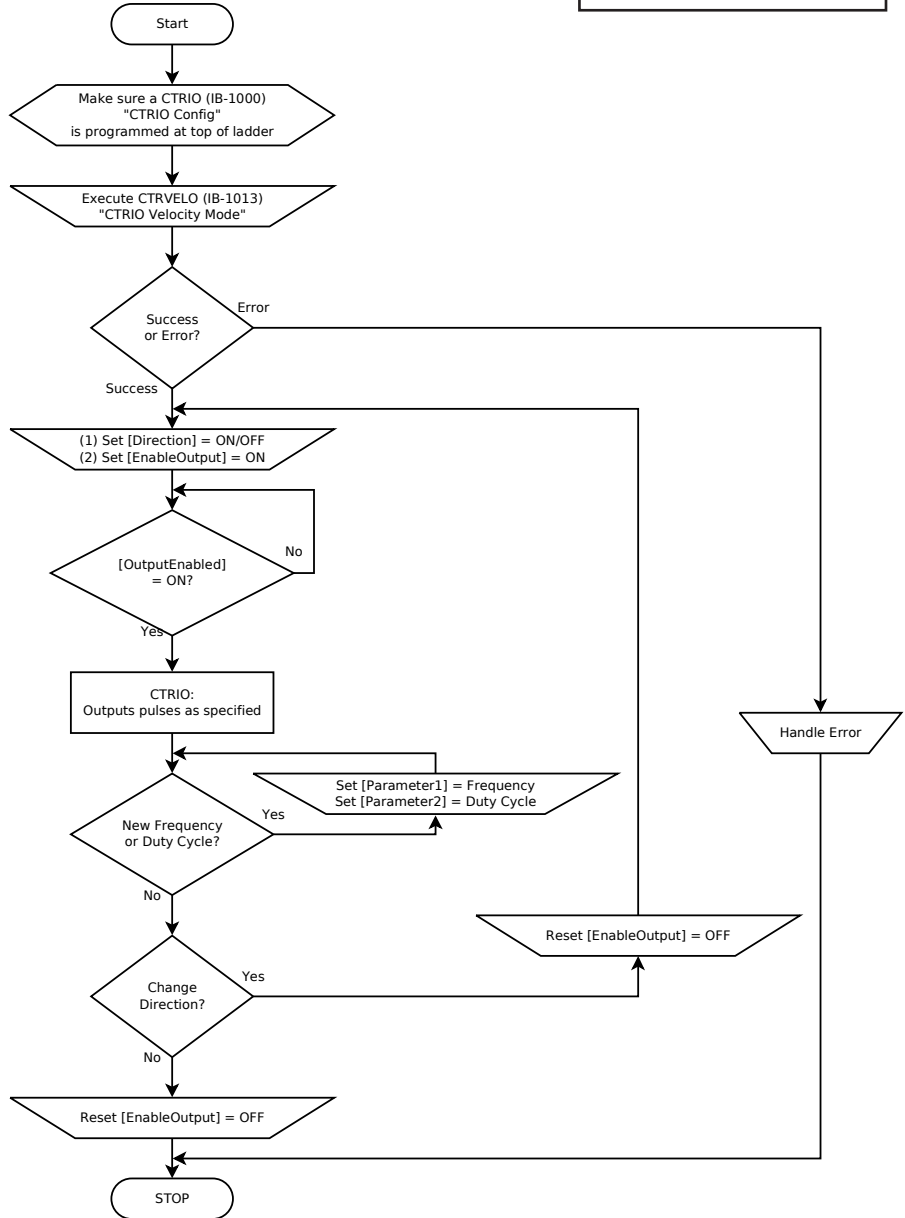 Start
Make sure a CTRIO (IB-1000)
"CTRIO Config"
is programmed at top of ladder
Execute CTRVELO (IB-1013)
"CTRIO Velocity Mode"
Success
or Error?
Error
Success
(1) Set [Direction] = ON/OFF
(2) Set [EnableOutput] = ON
[OutputEnabled]
= ON?
No
Yes
CTRIO:
Outputs pulses as specified
Handle Error
Set [Parameter1] = Frequency
Set [Parameter2] = Duty Cycle
New Frequency
or Duty Cycle?
Yes
No
Reset [EnableOutput] = OFF
Change
Direction?
Yes
No
Reset [EnableOutput] = OFF
STOP